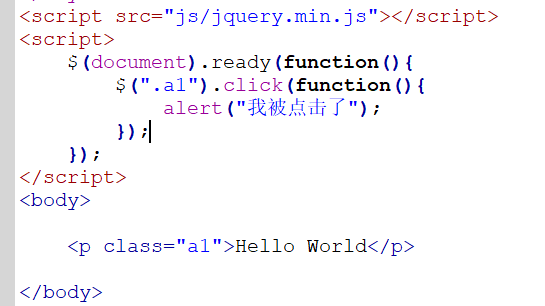 <script src="js/jquery.min.js"></script>
<script>
    $(document).ready(function(){
        $(".a1").click(function(){
            alert("我被点击了");
        });
    });
</script>
<body>
    <p class="a1">Hello World</p>
</body>